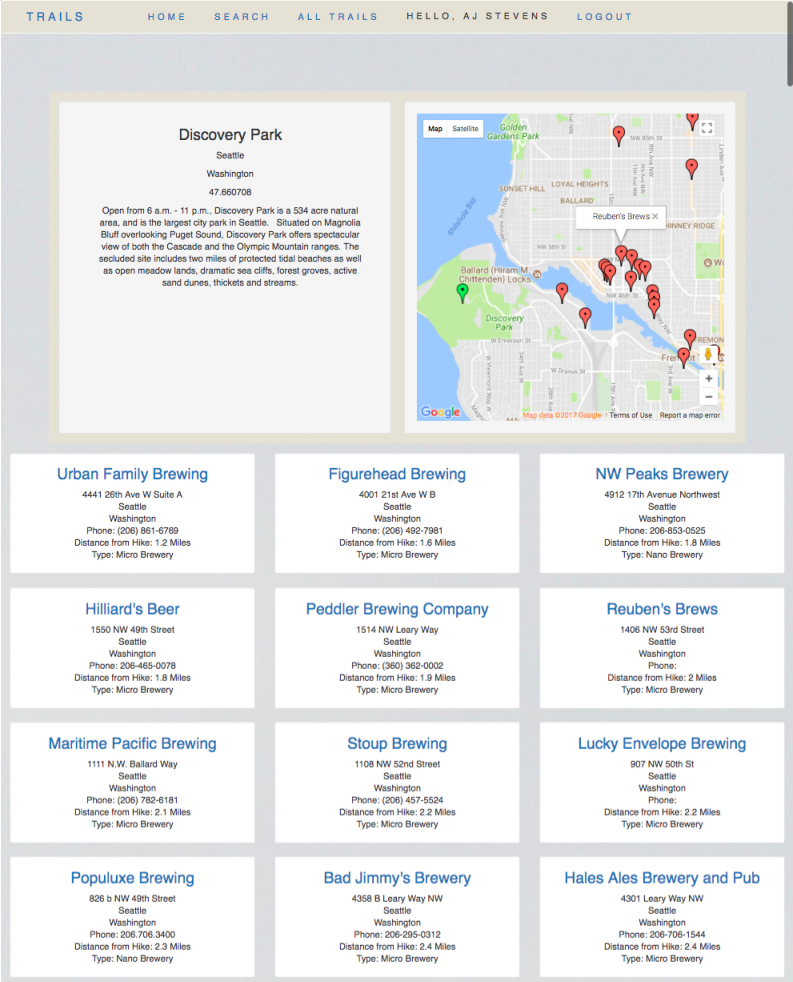 TRAILS
HOME
SEARCH
ALL TRAILS
HELLO, AJ STEVENS
LOGOUT
Discovery Park
Seattle
Washington
47.660708
Open from 6 a.m. - 11 p.m., Discovery Park is a 534 acre natural
area, and is the largest city park in Seattle. Situated on Magnolia
Bluff overlooking Puget Sound, Discovery Park offers spectacular
view of both the Cascade and the Olympic Mountain ranges. The
secluded site includes two miles of protected tidal beaches as well
as open meadow lands, dramatic sea cliffs, forest groves, active
sand dunes, thickets and streams.
Map
Satellite
Golden
Gardens Park
NW 85th St
SUNSET HILL
LOYAL HEIGHTS
BALLARD
Shilshole Bay
Reuben's Brews
HINNEY RIDGE
NW 58th St
Ballard (Hiram M.
Chittenden) Locks
NW 46th St
Discovery
Park
W Emerson St
W Dravus St
FREMON
Google
Map data ©2017 Google
Terms of Use
Report a map error
Urban Family Brewing
4441 26th Ave W Suite A
Seattle
Washington
Phone: (206) 861-6769
Distance from Hike: 1.2 Miles
Type: Micro Brewery
Figurehead Brewing
4001 21st Ave W B
Seattle
Washington
Phone: (206) 492-7981
Distance from Hike: 1.6 Miles
Type: Micro Brewery
NW Peaks Brewery
4912 17th Avenue Northwest
Seattle
Washington
Phone: 206-853-0525
Distance from Hike: 1.8 Miles
Type: Nano Brewery
Hilliard's Beer
1550 NW 49th Street
Seattle
Washington
Phone: 206-465-0078
Distance from Hike: 1.8 Miles
Type: Micro Brewery
Peddler Brewing Company
1514 NW Leary Way
Seattle
Washington
Phone: (360) 362-0002
Distance from Hike: 1.9 Miles
Type: Micro Brewery
Reuben's Brews
1406 NW 53rd Street
Seattle
Washington
Phone:
Distance from Hike: 2 Miles
Type: Micro Brewery
Maritime Pacific Brewing
1111 N.W. Ballard Way
Seattle
Washington
Phone: (206) 782-6181
Distance from Hike: 2.1 Miles
Type: Micro Brewery
Stoup Brewing
1108 NW 52nd Street
Seattle
Washington
Phone: (206) 457-5524
Distance from Hike: 2.2 Miles
Type: Micro Brewery
Lucky Envelope Brewing
907 NW 50th St
Seattle
Washington
Phone:
Distance from Hike: 2.2 Miles
Type: Micro Brewery
Populuxe Brewing
826 b NW 49th Street
Seattle
Washington
Phone: 206.706.3400
Distance from Hike: 2.3 Miles
Type: Nano Brewery
Bad Jimmy's Brewery
4358 B Leary Way NW
Seattle
Washington
Phone: 206-295-0312
Distance from Hike: 2.4 Miles
Type: Micro Brewery
Hales Ales Brewery and Pub
4301 Leary Way NW
Seattle
Washington
Phone: 206-706-1544
Distance from Hike: 2.4 Miles
Type: Micro Brewery